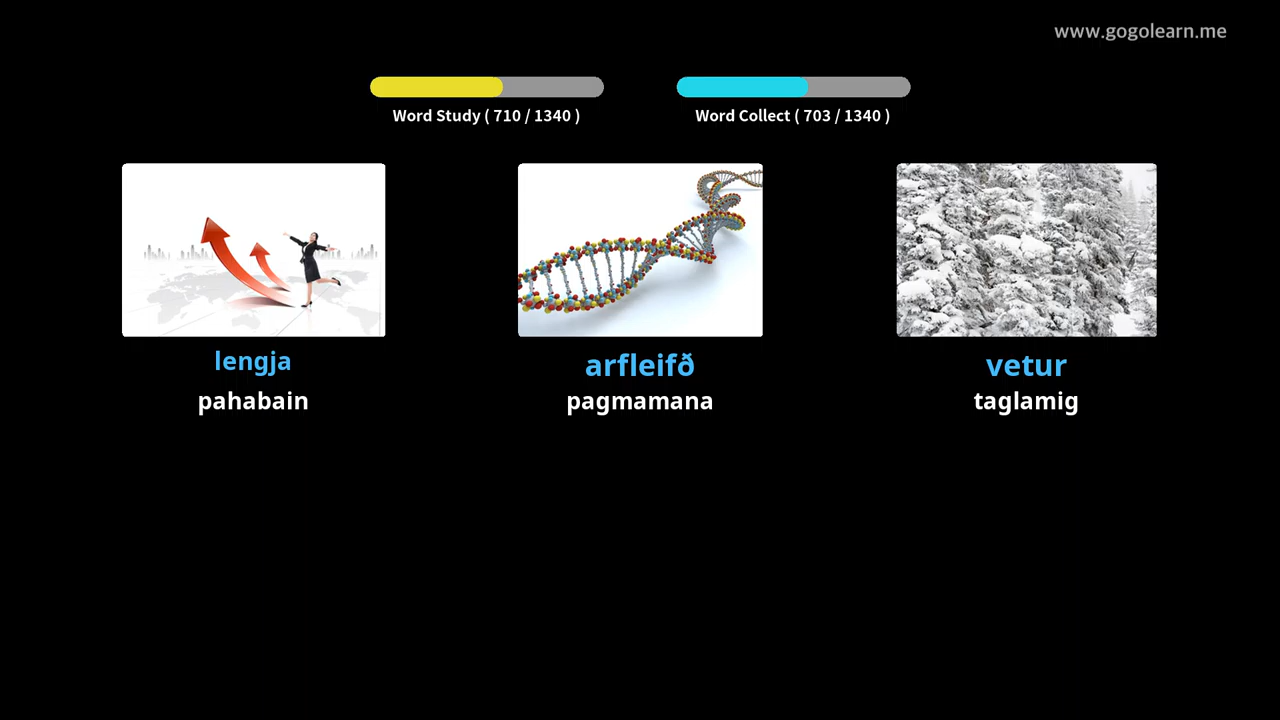 www.gogolearn.me
Word Study ( 710 / 1340 )
Word Collect ( 703 / 1340 )
lengja
pahabain
arfleifð
pagmamana
vetur
taglamig